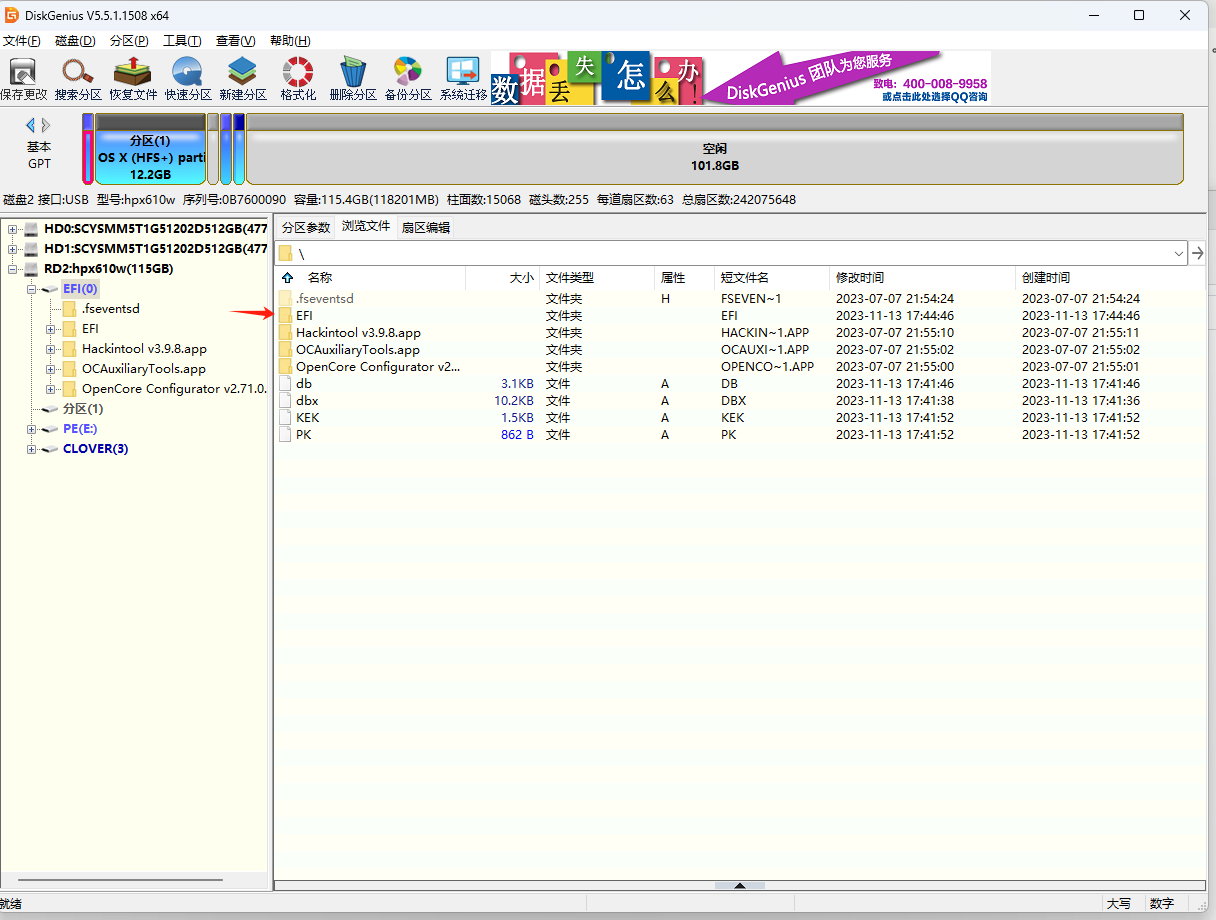 DiskGenius V5.5.1.1508 x64
文件(F) 磁盘(D) 分区(P) 工具(T) 查看(V) 帮助(H)
保存更改 搜索分区 恢复文件 快速分区 新建分区 格式化 删除分区 备份分区 系统迁移
数据丢失怎么办!
DiskGenius 团队为您服务
致电: 400-008-9958
或点击此处选择QQ咨询
基本
GPT
分区(1)
OS X (HFS+) parti
12.2GB
空闲
101.8GB
磁盘2 接口:USB 型号:hpx610w 序列号:0B7600090 容量:115.4GB(118201MB) 柱面数:15068 磁头数:255 每道扇区数:63 总扇区数:242075648
HD0:SCYSMM5T1G51202D512GB(477
HD1:SCYSMM5T1G51202D512GB(477
RD2:hpx610w(115GB)
EFI(0)
.fseventsd
EFI
Hackintool v3.9.8.app
OCAuxiliaryTools.app
OpenCore Configurator v2.71.0.
分区(1)
PE(E:)
CLOVER(3)
分区参数 浏览文件 扇区编辑
\
名称 大小 文件类型 属性 短文件名 修改时间 创建时间
.fseventsd 文件夹 H FSEVEN~1 2023-07-07 21:54:24 2023-07-07 21:54:24
EFI 文件夹 EFI 2023-11-13 17:44:46 2023-11-13 17:44:46
Hackintool v3.9.8.app 文件夹 HACKIN~1.APP 2023-07-07 21:55:10 2023-07-07 21:55:11
OCAuxiliaryTools.app 文件夹 OCAUXI~1.APP 2023-07-07 21:55:02 2023-07-07 21:55:02
OpenCore Configurator v2... 文件夹 OPENCO~1.APP 2023-07-07 21:55:00 2023-07-07 21:55:01
db 3.1KB 文件 A DB 2023-11-13 17:41:46 2023-11-13 17:41:46
dbx 10.2KB 文件 A DBX 2023-11-13 17:41:38 2023-11-13 17:41:36
KEK 1.5KB 文件 A KEK 2023-11-13 17:41:52 2023-11-13 17:41:52
PK 862 B 文件 A PK 2023-11-13 17:41:52 2023-11-13 17:41:52
就绪 大写 数字